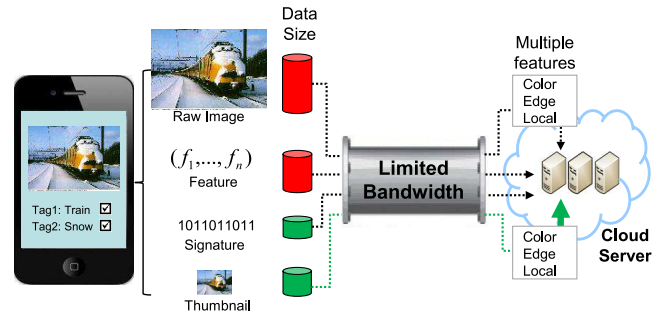 Data
Size
Raw Image
(f1,..., fn)
Feature
1011011011
Signature
Thumbnail
Tag1: Train
Tag2: Snow
Limited
Bandwidth
Multiple
features
Color
Edge
Local
Color
Edge
Local
Cloud
Server